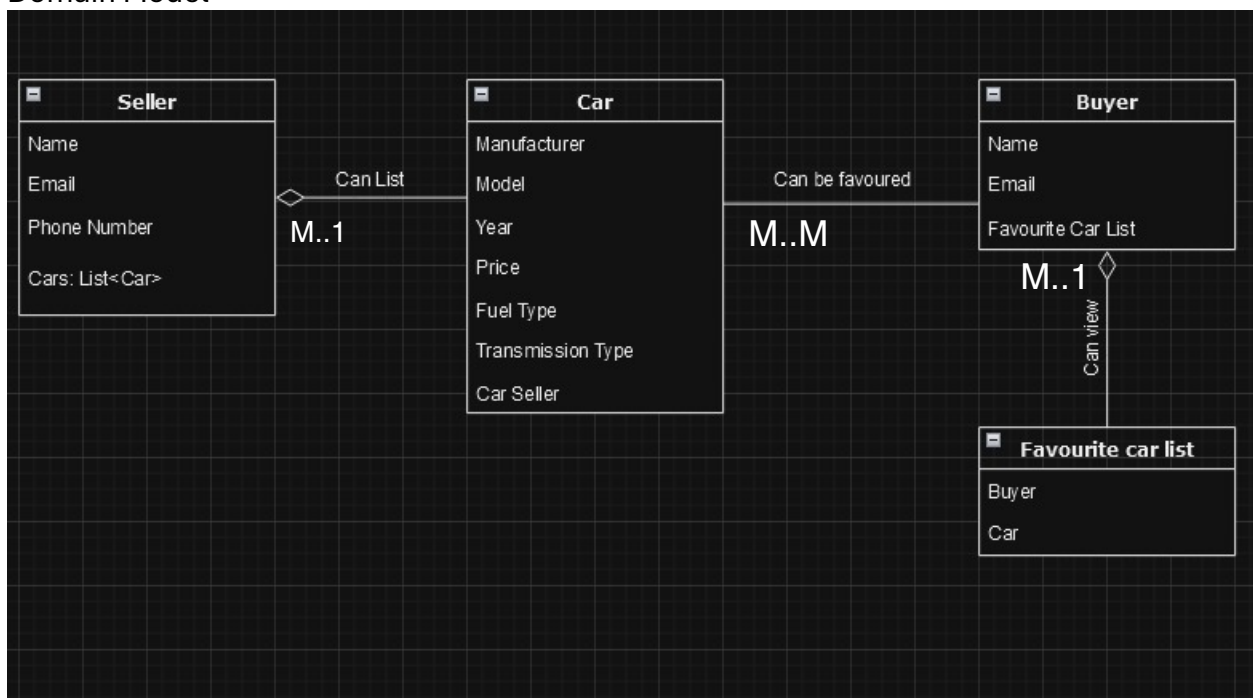 Domain Model
Seller
Name
Email
Phone Number
Cars: List<Car>
Can List
M..1
Car
Manufacturer
Model
Year
Price
Fuel Type
Transmission Type
Car Seller
Can be favoured
M..M
Buyer
Name
Email
Favourite Car List
M..1
Can view
Favourite car list
Buyer
Car